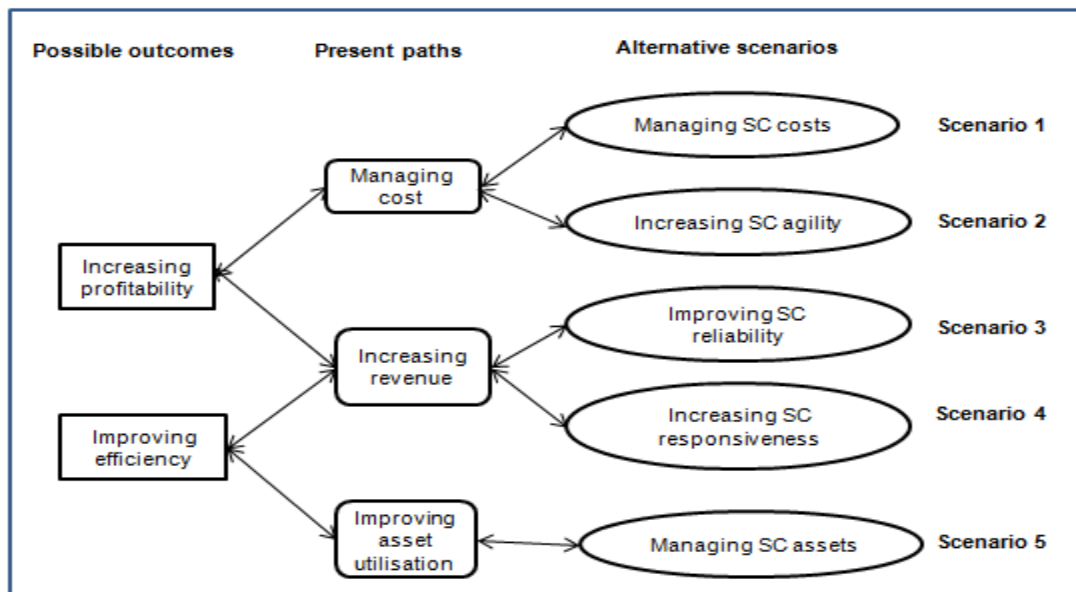 Possible outcomes
Present paths
Alternative scenarios
Managing SC costs
Scenario 1
Managing
cost
Increasing SC agility
Scenario 2
Increasing
profitability
Improving SC
reliability
Scenario 3
Increasing
revenue
Increasing SC
responsiveness
Scenario 4
Improving
efficiency
Improving
asset
utilisation
Managing SC assets
Scenario 5